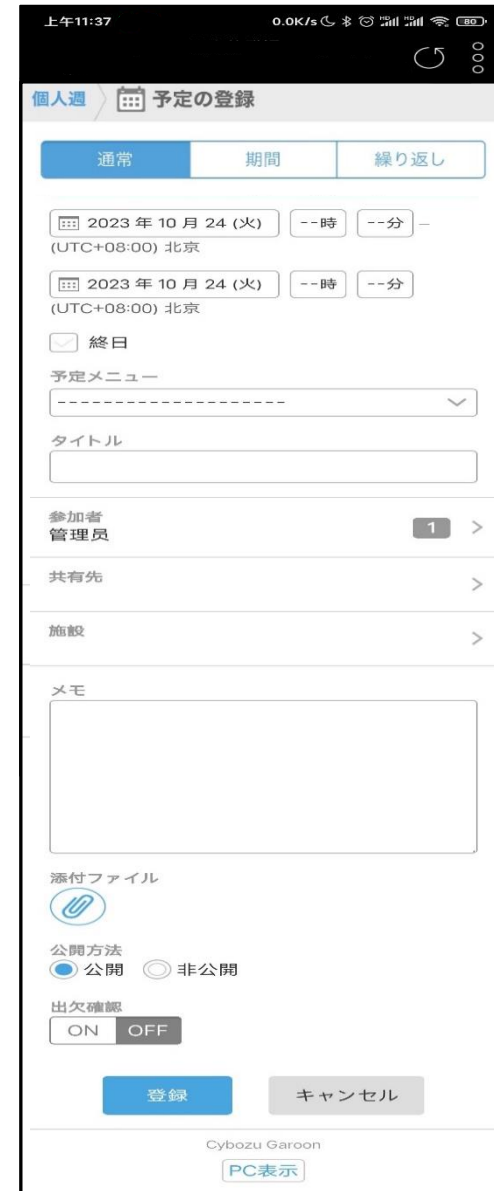 上午11:37 0.0K/s 80
個人週 予定の登録
通常 期間 繰り返し
2023 年 10 月 24 (火) --時 --分 –
(UTC+08:00) 北京
2023 年 10 月 24 (火) --時 --分
(UTC+08:00) 北京
終日
予定メニュー
--------------------
タイトル
参加者
管理员 1
共有先
施設
メモ
添付ファイル
公開方法
公開 非公開
出欠確認
ON OFF
登録 キャンセル
Cybozu Garoon
PC表示